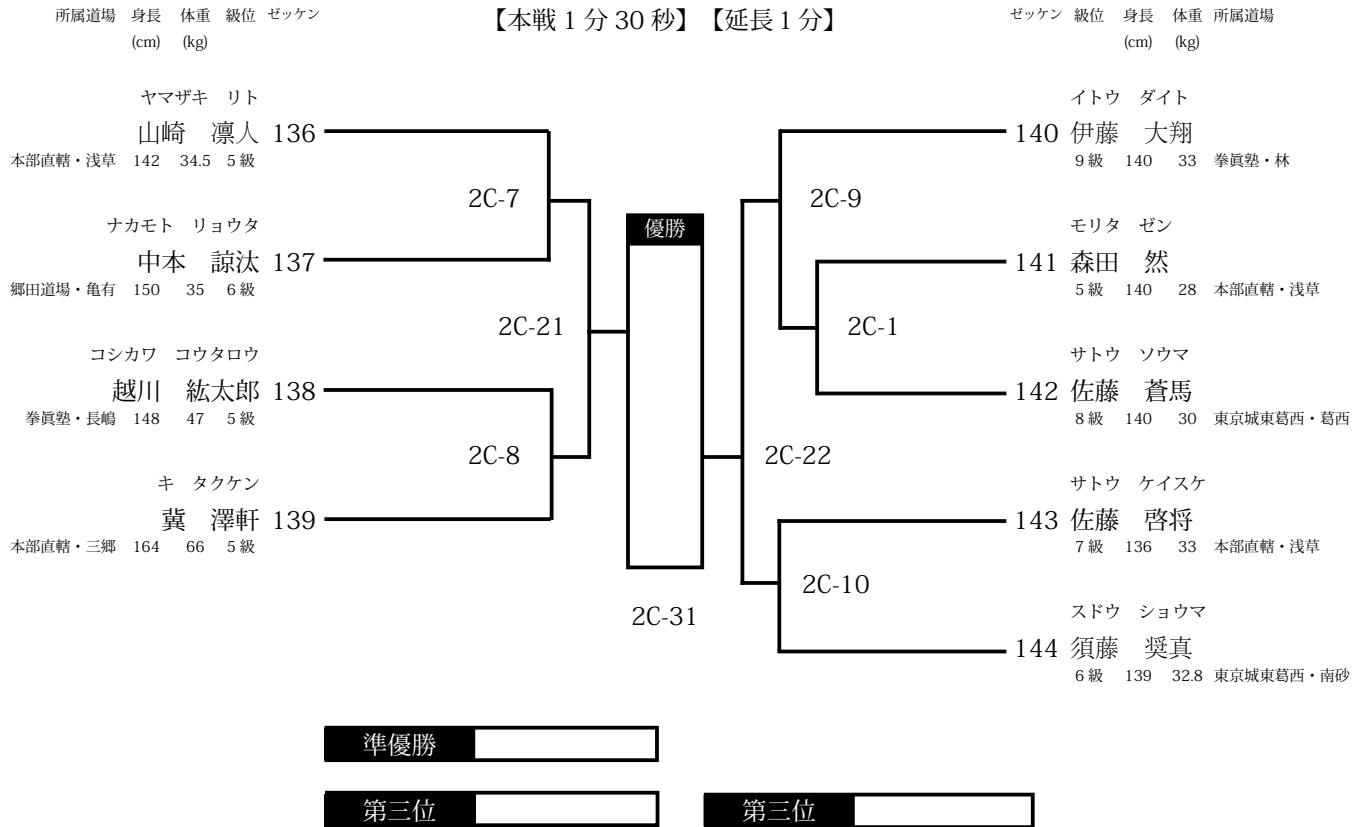 所属道場 身長 体重 級位 ゼッケン
(cm) (kg)
【本戦1分30秒】【延長1分】
ゼッケン 級位 身長 体重 所属道場
(cm) (kg)
ヤマザキ リト
山崎 凛人 136
本部直轄・浅草 142 34.5 5級
2C-7
ナカモト リョウタ
中本 諒汰 137
郷田道場・亀有 150 35 6級
2C-21
コシカワ コウタロウ
越川 紘太郎 138
拳眞塾・長嶋 148 47 5級
2C-8
キ タクケン
冀 澤軒 139
本部直轄・三郷 164 66 5級
優勝
2C-31
イトウ ダイト
140 伊藤 大翔
9級 140 33 拳眞塾・林
2C-9
モリタ ゼン
141 森田 然
5級 140 28 本部直轄・浅草
2C-1
サトウ ソウマ
142 佐藤 蒼馬
8級 140 30 東京城東葛西・葛西
2C-22
サトウ ケイスケ
143 佐藤 啓将
7級 136 33 本部直轄・浅草
2C-10
スドウ ショウマ
144 須藤 奨真
6級 139 32.8 東京城東葛西・南砂
準優勝
第三位
第三位